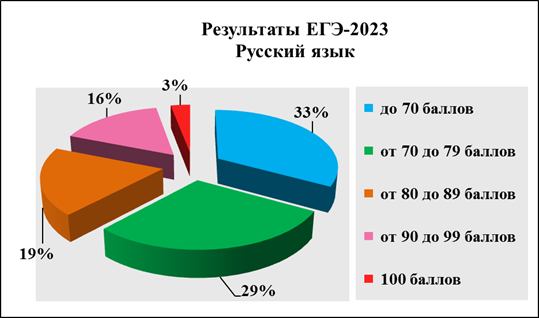 Результаты ЕГЭ-2023
Русский язык
3%
16%
33%
19%
29%
до 70 баллов
от 70 до 79 баллов
от 80 до 89 баллов
от 90 до 99 баллов
100 баллов